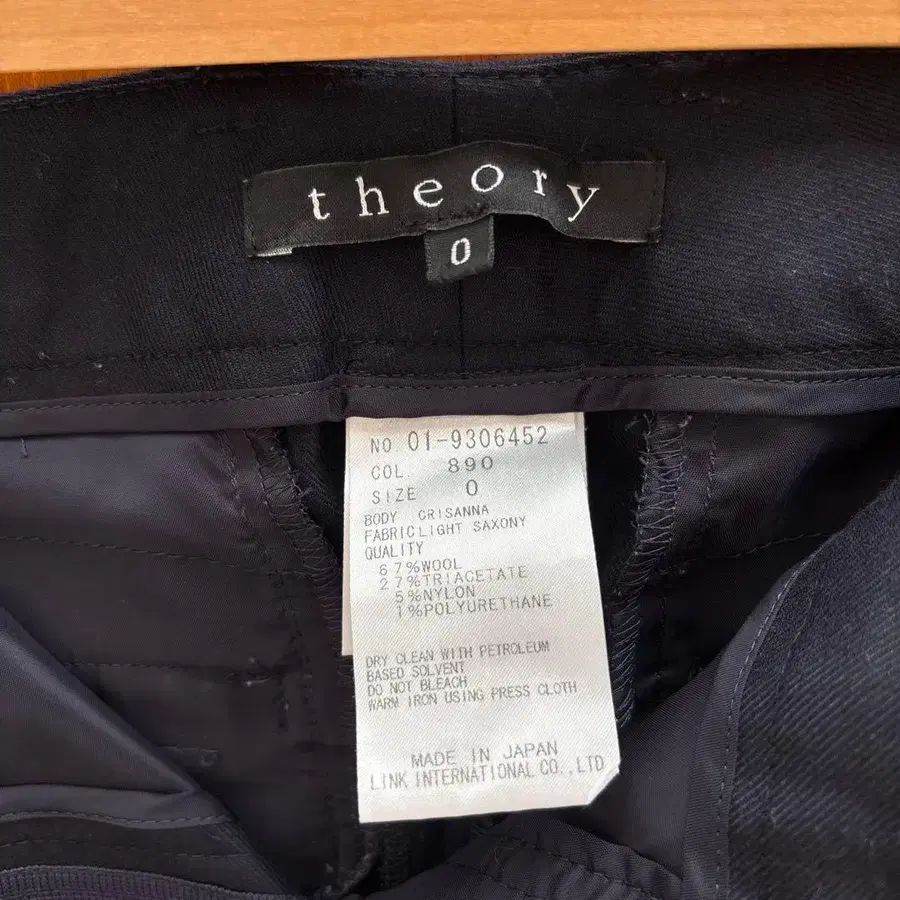 theory
0
NO. 01-9306452
COL. 890
SIZE 0
BODY CRISANNA
FABRICLIGHT SAXONY
QUALITY
67%WOOL
27%TRIACETATE
5%NYLON
1%POLYURETHANE
DRY CLEAN WITH PETROLEUM
BASED SOLVENT
DO NOT BLEACH
WARM IRON USING PRESS CLOTH
MADE IN JAPAN
LINK INTERNATIONAL CO.,LTD